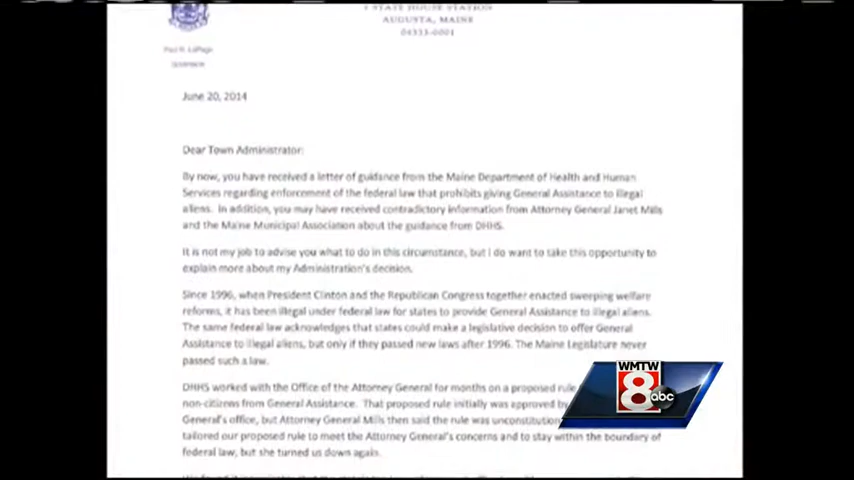 1 STATE HOUSE STATION
AUGUSTA, MAINE
04333-0001
Paul R. LePage
GOVERNOR
June 20, 2014
Dear Town Administrator:
By now, you have received a letter of guidance from the Maine Department of Health and Human
Services regarding enforcement of the federal law that prohibits giving General Assistance to illegal
aliens. In addition, you may have received contradictory information from Attorney General Janet Mills
and the Maine Municipal Association about the guidance from DHHS.
It is not my job to advise you what to do in this circumstance, but I do want to take this opportunity to
explain more about my Administration's decision.
Since 1996, when President Clinton and the Republican Congress together enacted sweeping welfare
reforms, it has been illegal under federal law for states to provide General Assistance to illegal aliens.
The same federal law acknowledges that states could make a legislative decision to offer General
Assistance to illegal aliens, but only if they passed new laws after 1996. The Maine Legislature never
passed such a law.
DHHS worked with the Office of the Attorney General for months on a proposed rule
non-citizens from General Assistance. That proposed rule initially was approved by
General's office, but Attorney General Mills then said the rule was unconstitution
tailored our proposed rule to meet the Attorney General's concerns and to stay within the boundary of
federal law, but she turned us down again.
WMTW
8
abc